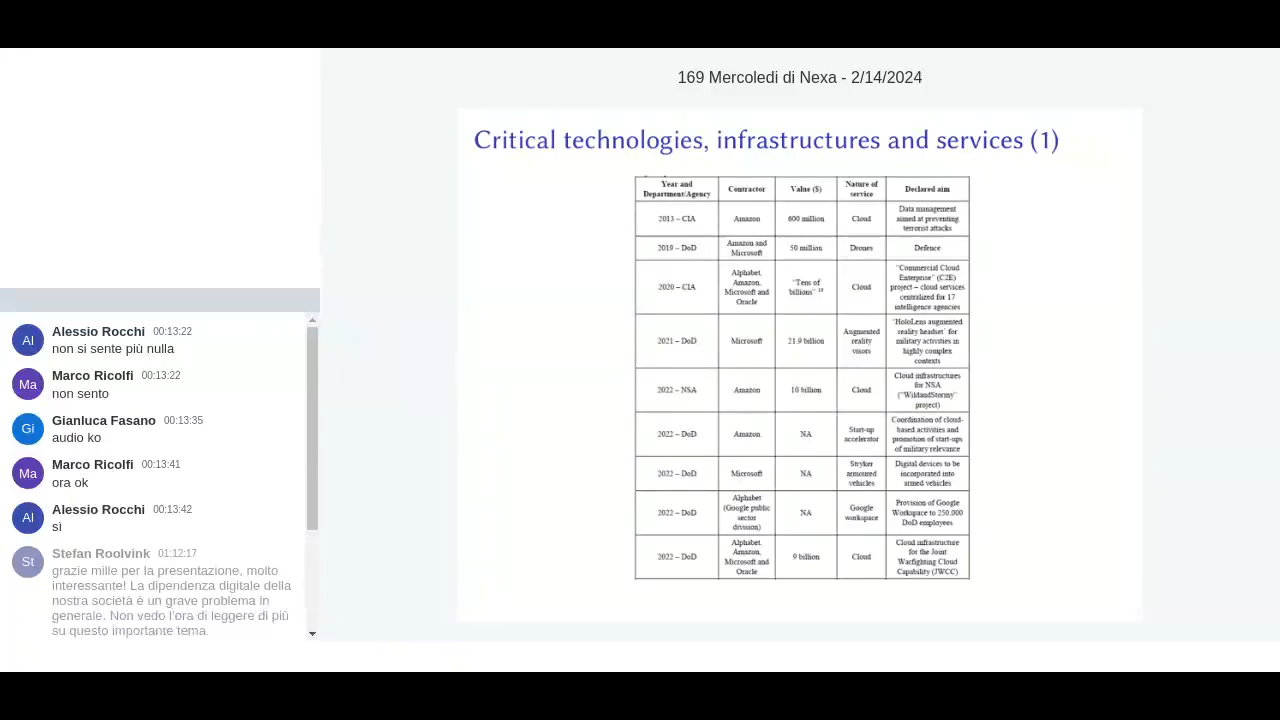 169 Mercoledi di Nexa - 2/14/2024
Critical technologies, infrastructures and services (1)
Year and Department/Agency Contractor Value ($) Nature of service Declared aim
2013 – CIA Amazon 600 million Cloud Data management aimed at preventing terrorist attacks
2019 – DoD Amazon and Microsoft 50 million Drones Defence
2020 – CIA Alphabet, Amazon, Microsoft and Oracle "Tens of billions" Cloud "Commercial Cloud Enterprise" (C2E) project – cloud services centralized for 17 intelligence agencies
2021 – DoD Microsoft 21.9 billion Augmented reality visors "HoloLens augmented reality headset" for military activities in highly complex contexts
2022 – NSA Amazon 10 billion Cloud Cloud infrastructures for NSA ("WildandStormy" project)
2022 – DoD Amazon NA Start-up accelerator Coordination of cloud-based activities and promotion of start-ups of military relevance
2022 – DoD Microsoft NA Stryker armoured vehicles Digital devices to be incorporated into armed vehicles
2022 – DoD Alphabet (Google public sector division) NA Google workspace Provision of Google Workspace to 250.000 DoD employees
2022 – DoD Alphabet, Amazon, Microsoft and Oracle 9 billion Cloud Cloud infrastructure for the Joint Warfighting Cloud Capability (JWCC)
Al Alessio Rocchi 00:13:22
non si sente più nulla
Ma Marco Ricolfi 00:13:22
non sento
Gi Gianluca Fasano 00:13:35
audio ko
Ma Marco Ricolfi 00:13:41
ora ok
Al Alessio Rocchi 00:13:42
sì
St Stefan Roolvink 01:12:17
grazie mille per la presentazione, molto
interessante! La dipendenza digitale della
nostra società è un grave problema in
generale. Non vedo l'ora di leggere di più
su questo importante tema.